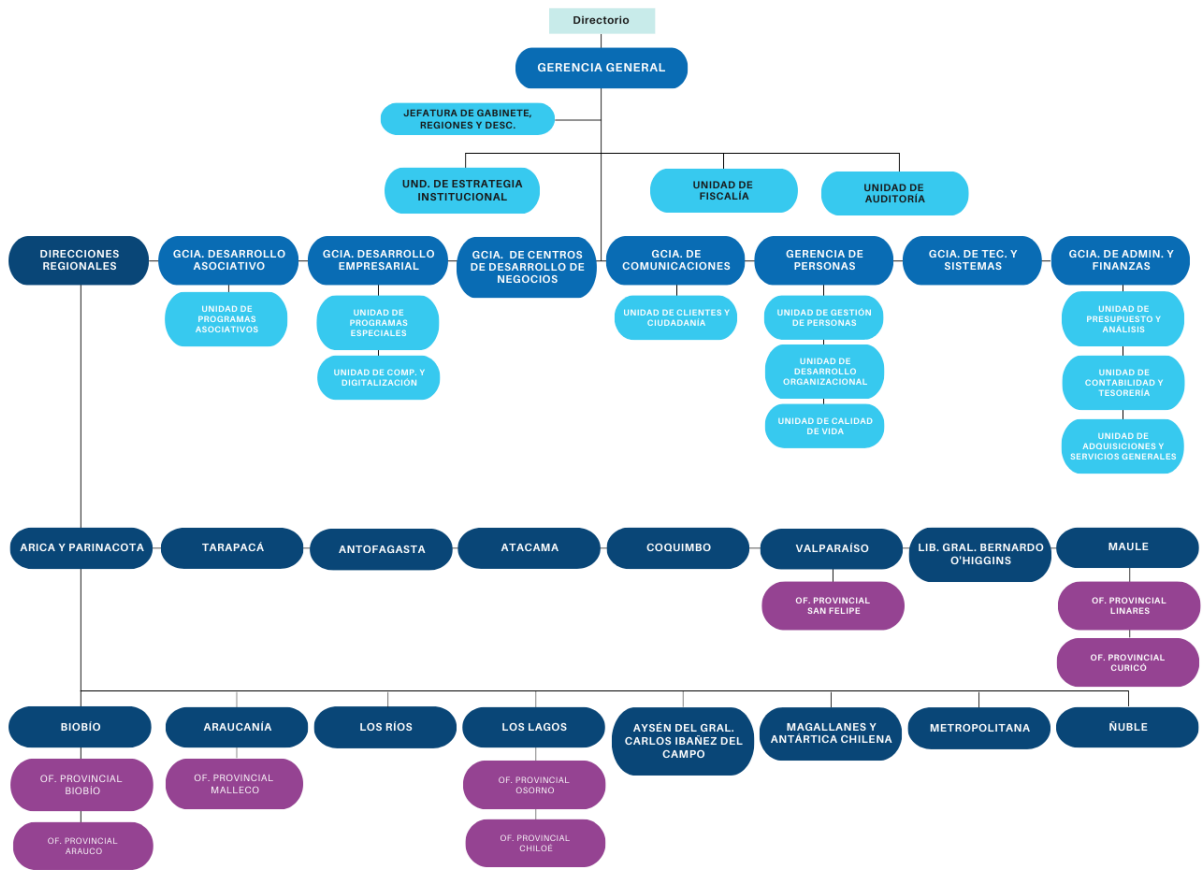 Directorio
GERENCIA GENERAL
JEFATURA DE GABINETE,
REGIONES Y DESC.
UND. DE ESTRATEGIA
INSTITUCIONAL
UNIDAD DE
FISCALÍA
UNIDAD DE
AUDITORÍA
DIRECCIONES
REGIONALES
GCIA. DESARROLLO
ASOCIATIVO
GCIA. DESARROLLO
EMPRESARIAL
GCIA. DE CENTROS
DE DESARROLLO DE
NEGOCIOS
GCIA. DE
COMUNICACIONES
GERENCIA DE
PERSONAS
GCIA. DE TEC. Y
SISTEMAS
GCIA. DE ADMIN. Y
FINANZAS
UNIDAD DE
PROGRAMAS
ASOCIATIVOS
UNIDAD DE
PROGRAMAS
ESPECIALES
UNIDAD DE COMP. Y
DIGITALIZACIÓN
UNIDAD DE CLIENTES Y
CIUDADANÍA
UNIDAD DE GESTIÓN
DE PERSONAS
UNIDAD DE
DESARROLLO
ORGANIZACIONAL
UNIDAD DE CALIDAD
DE VIDA
UNIDAD DE
PRESUPUESTO Y
ANÁLISIS
UNIDAD DE
CONTABILIDAD Y
TESORERÍA
UNIDAD DE
ADQUISICIONES Y
SERVICIOS GENERALES
ARICA Y PARINACOTA
TARAPACÁ
ANTOFAGASTA
ATACAMA
COQUIMBO
VALPARAÍSO
LIB. GRAL. BERNARDO
O'HIGGINS
MAULE
OF. PROVINCIAL
SAN FELIPE
OF. PROVINCIAL
LINARES
OF. PROVINCIAL
CURICÓ
BIOBÍO
ARAUCANÍA
LOS RÍOS
LOS LAGOS
AYSÉN DEL GRAL.
CARLOS IBAÑEZ DEL
CAMPO
MAGALLANES Y
ANTÁRTICA CHILENA
METROPOLITANA
ÑUBLE
OF. PROVINCIAL
BIOBÍO
OF. PROVINCIAL
ARAUCO
OF. PROVINCIAL
MALLECO
OF. PROVINCIAL
OSORNO
OF. PROVINCIAL
CHILOÉ